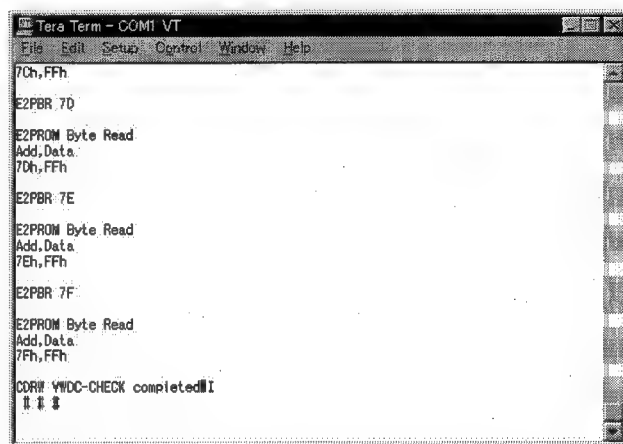 Tera Term - COM1 VT
File Edit Setup Control Window Help
7Ch,FFh
E2PBR 7D
E2PROM Byte Read
Add,Data
7Dh,FFh
E2PBR 7E
E2PROM Byte Read
Add,Data
7Eh,FFh
E2PBR 7F
E2PROM Byte Read
Add,Data
7Fh,FFh
CDRW VWDC-CHECK completed